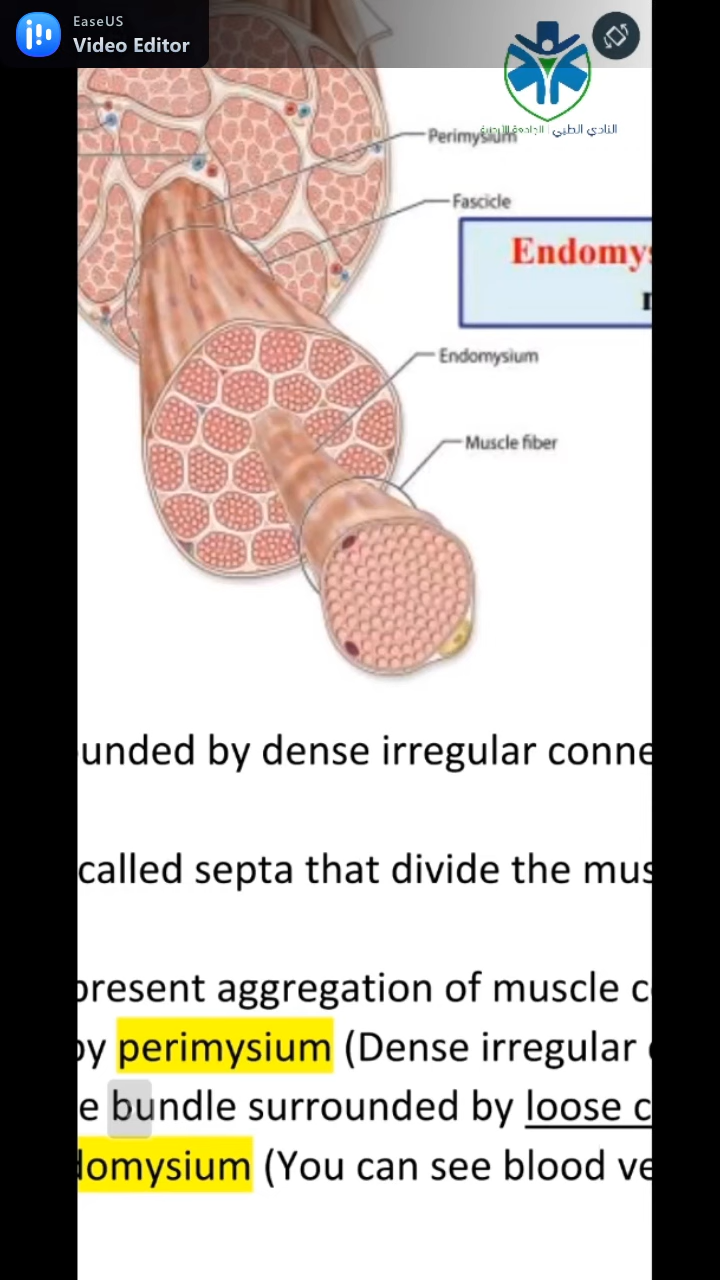 EaseUS
Video Editor
النادي الطبي | الجامعة الأردنية
Perimysium
Fascicle
Endomys
Endomysium
Muscle fiber
unded by dense irregular conne
called septa that divide the mus
present aggregation of muscle c
by perimysium (Dense irregular
e bundle surrounded by loose c
domysium (You can see blood ve